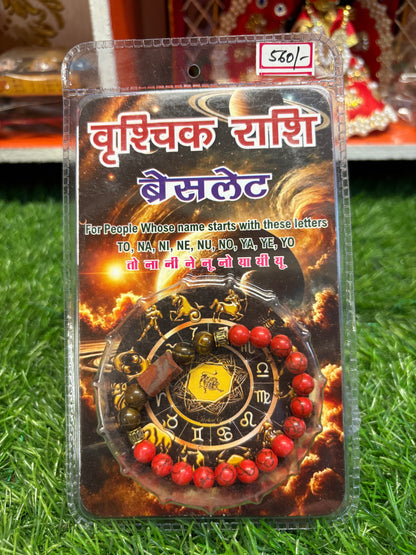 560/-
वृश्चिक राशि
ब्रेसलेट
For People Whose name starts with these letters
TO, NA, NI, NE, NU, NO, YA, YE, YO
तो ना नी ने नू नो या यी यू